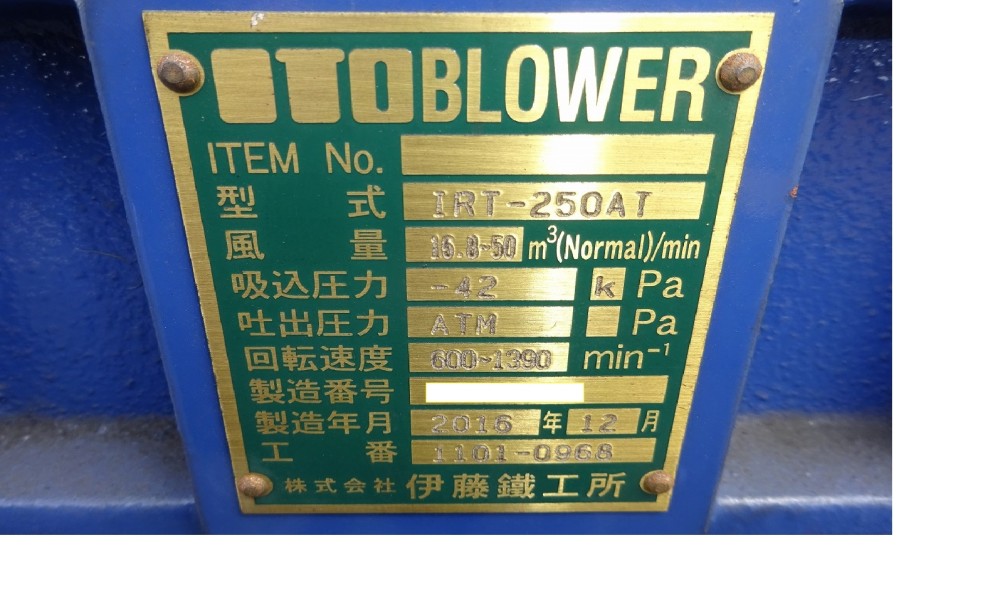 ITO BLOWER
ITEM No.
型式 IRT-250AT
風量 16.8~50 m³(Normal)/min
吸込圧力 -42 k Pa
吐出圧力 ATM Pa
回転速度 600~1390 min⁻¹
製造番号
製造年月 2016 年 12 月
工番 1101-0968
株式会社 伊藤鐵工所